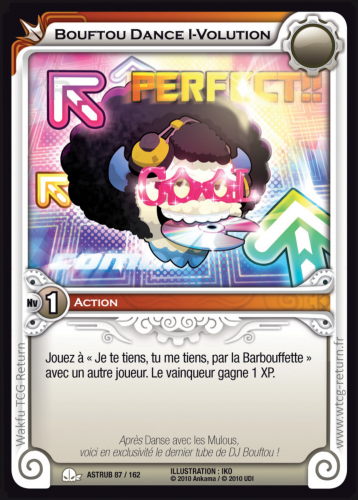 Bouftou Dance I-Volution
PERFECT!!
Good
COM
Nv 1 Action
Jouez à « Je te tiens, tu me tiens, par la Barbouffette »
avec un autre joueur. Le vainqueur gagne 1 XP.
Après Danse avec les Mulous,
voici en exclusivité le dernier tube de DJ Bouftou !
ASTRUB 87 / 162
ILLUSTRATION : IKO
© 2010 Ankama / © 2010 UDI
Wakfu TCG Return
www.wtcg-return.fr